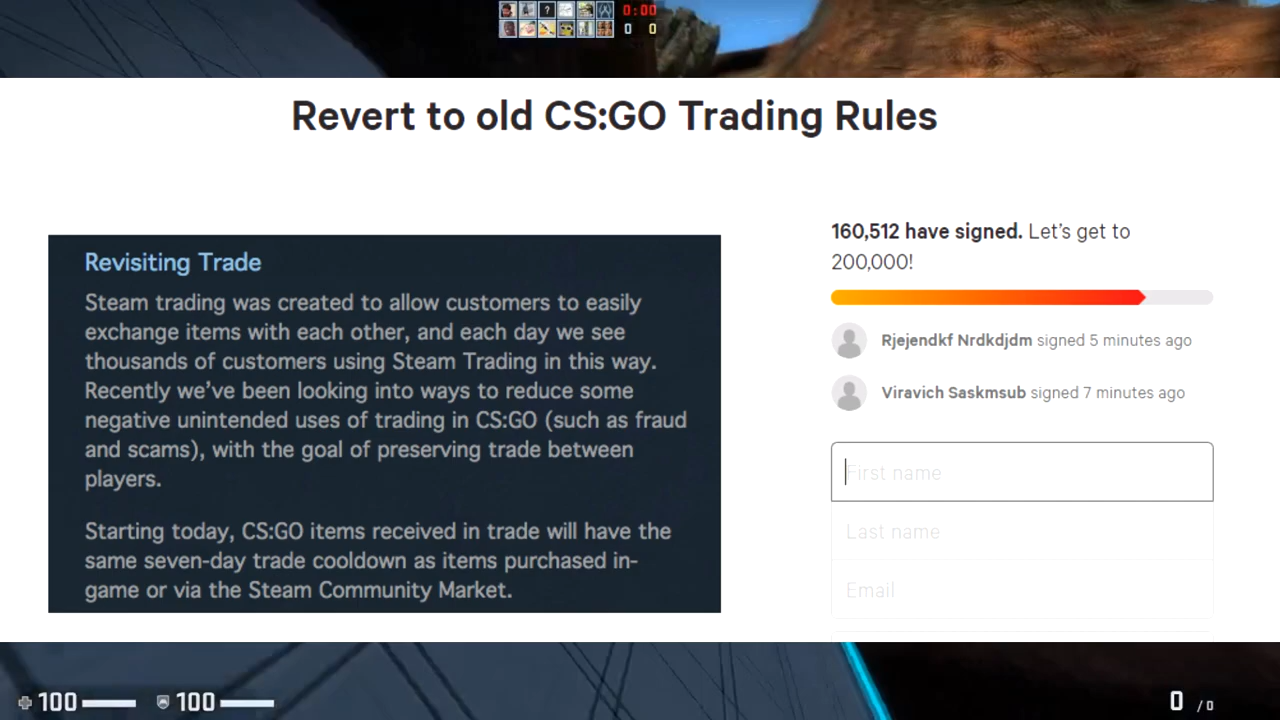 ?
0:00
0 0
Revert to old CS:GO Trading Rules
160,512 have signed. Let's get to
200,000!
Revisiting Trade
Steam trading was created to allow customers to easily
exchange items with each other, and each day we see
thousands of customers using Steam Trading in this way.
Recently we've been looking into ways to reduce some
negative unintended uses of trading in CS:GO (such as fraud
and scams), with the goal of preserving trade between
players.
Starting today, CS:GO items received in trade will have the
same seven-day trade cooldown as items purchased in-
game or via the Steam Community Market.
Rjejendkf Nrdkdjdm signed 5 minutes ago
Viravich Saskmsub signed 7 minutes ago
First name
Last name
Email
100 100
0 / 0